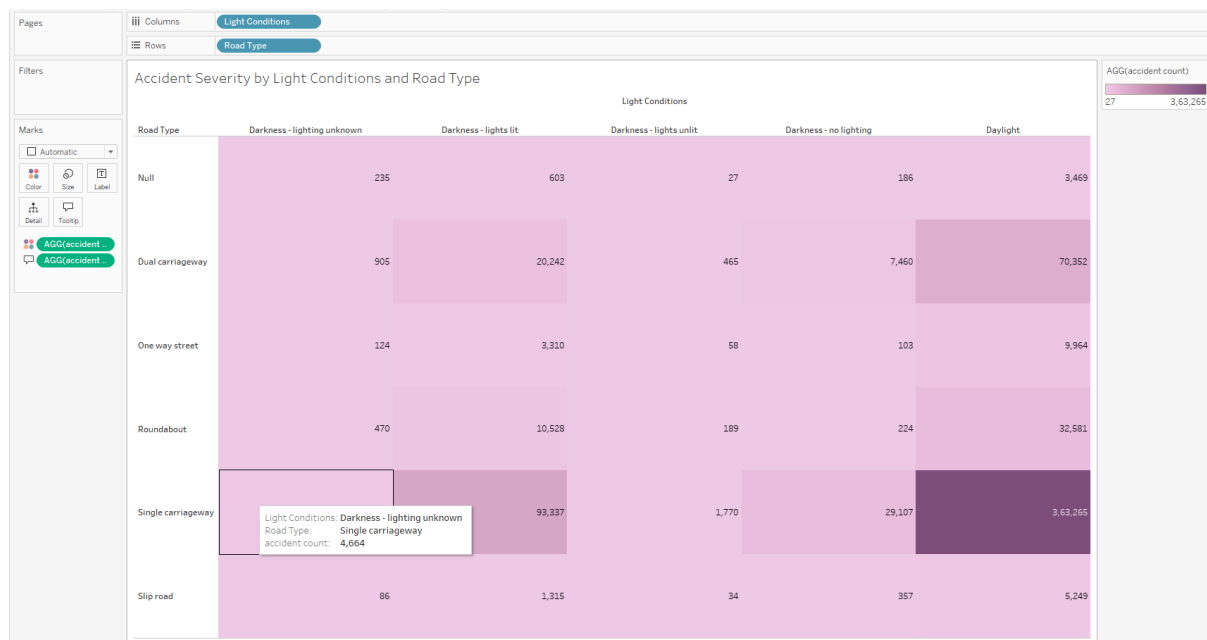 Pages
Columns
Light Conditions
Rows
Road Type
Filters
Accident Severity by Light Conditions and Road Type
AGG(accident count)
27 3,63,265
Marks
Automatic
Color Size Label
Detail Tooltip
AGG(accident ..
AGG(accident ..
Light Conditions
Road Type Darkness - lighting unknown Darkness - lights lit Darkness - lights unlit Darkness - no lighting Daylight
Null 235 603 27 186 3,469
Dual carriageway 905 20,242 465 7,460 70,352
One way street 124 3,310 58 103 9,964
Roundabout 470 10,528 189 224 32,581
Single carriageway 93,337 1,770 29,107 3,63,265
Light Conditions: Darkness - lighting unknown
Road Type: Single carriageway
accident count: 4,664
Slip road 86 1,315 34 357 5,249